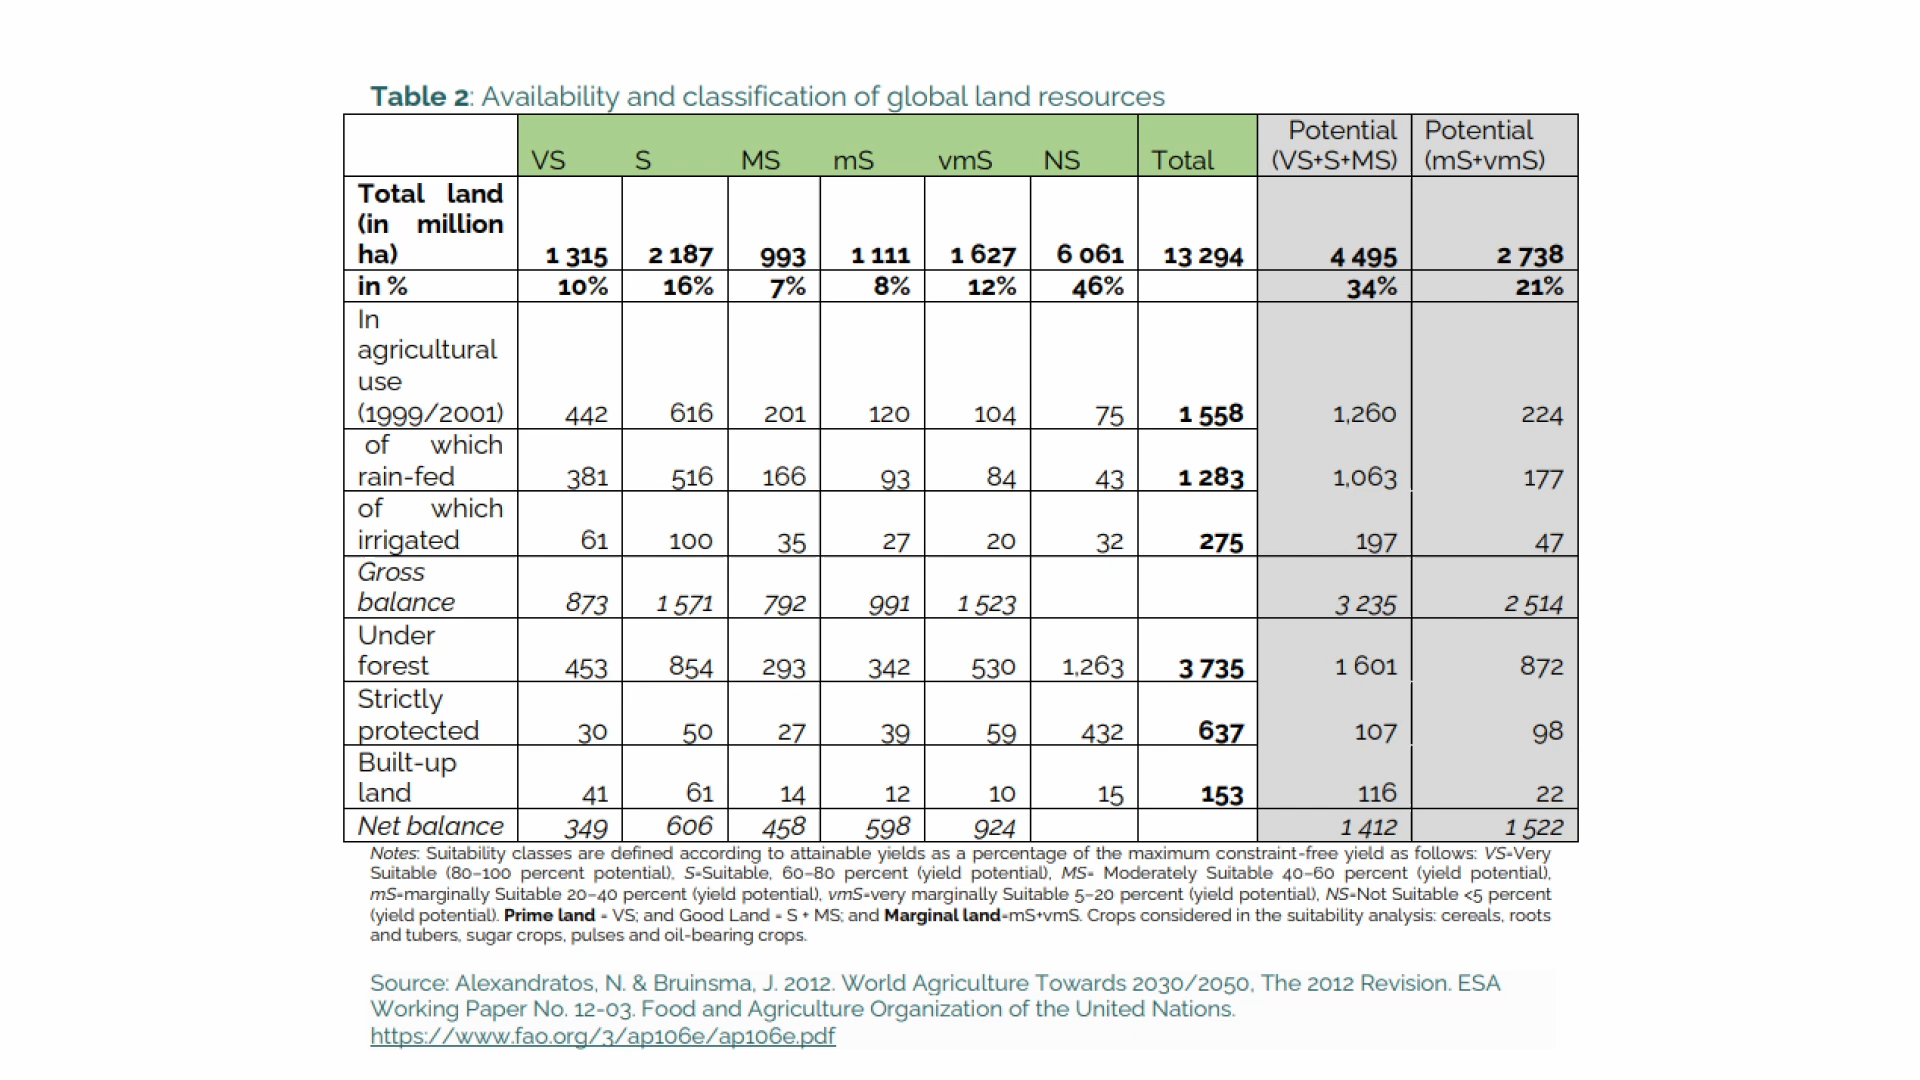 Table 2: Availability and classification of global land resources
VS S MS mS vmS NS Total Potential (VS+S+MS) Potential (mS+vmS)
Total land (in million ha) 1 315 2 187 993 1 111 1 627 6 061 13 294 4 495 2 738
in % 10% 16% 7% 8% 12% 46% 34% 21%
In agricultural use (1999/2001) 442 616 201 120 104 75 1 558 1,260 224
of which rain-fed 381 516 166 93 84 43 1 283 1,063 177
of which irrigated 61 100 35 27 20 32 275 197 47
Gross balance 873 1 571 792 991 1 523 3 235 2 514
Under forest 453 854 293 342 530 1,263 3 735 1 601 872
Strictly protected 30 50 27 39 59 432 637 107 98
Built-up land 41 61 14 12 10 15 153 116 22
Net balance 349 606 458 598 924 1 412 1 522
Notes: Suitability classes are defined according to attainable yields as a percentage of the maximum constraint-free yield as follows: VS=Very
Suitable (80–100 percent potential), S=Suitable, 60–80 percent (yield potential), MS= Moderately Suitable 40–60 percent (yield potential),
mS=marginally Suitable 20–40 percent (yield potential), vmS=very marginally Suitable 5–20 percent (yield potential), NS=Not Suitable <5 percent
(yield potential). Prime land = VS; and Good Land = S + MS; and Marginal land=mS+vmS. Crops considered in the suitability analysis: cereals, roots
and tubers, sugar crops, pulses and oil-bearing crops.
Source: Alexandratos, N. & Bruinsma, J. 2012. World Agriculture Towards 2030/2050, The 2012 Revision. ESA
Working Paper No. 12-03. Food and Agriculture Organization of the United Nations.
https://www.fao.org/3/ap106e/ap106e.pdf